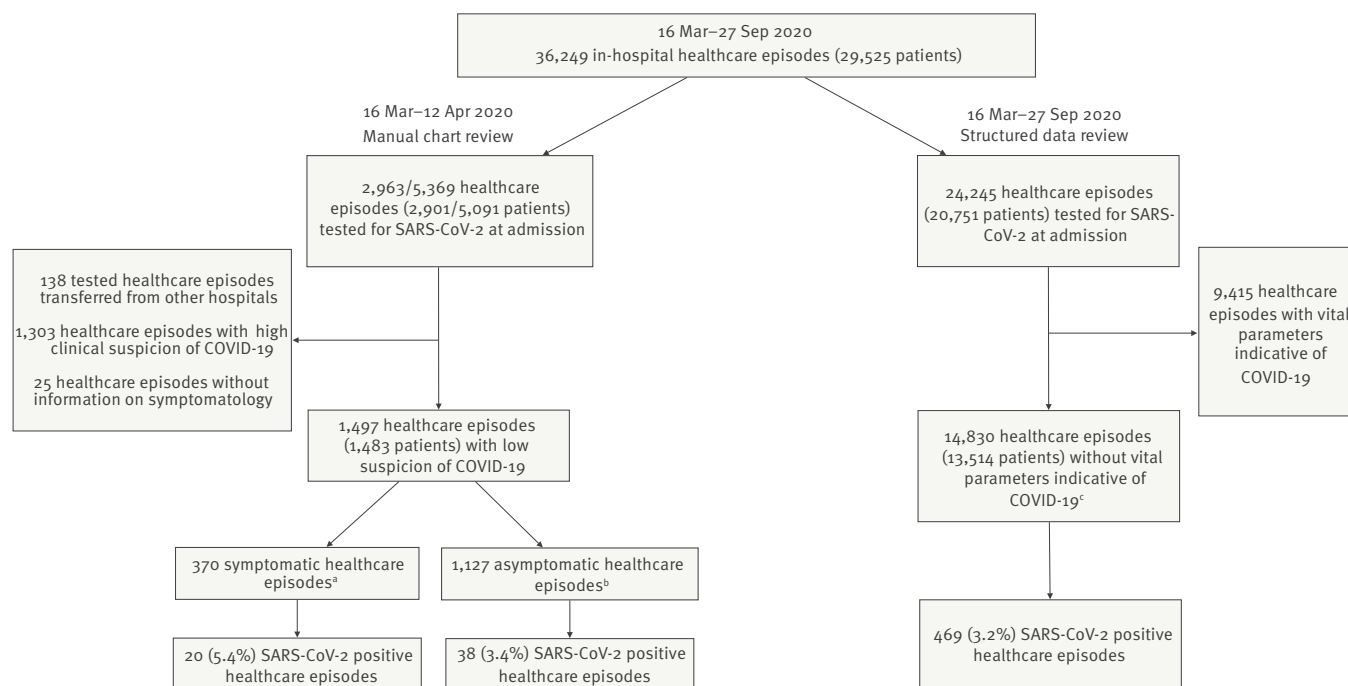 16 Mar–27 Sep 2020
36,249 in-hospital healthcare episodes (29,525 patients)
16 Mar–12 Apr 2020
Manual chart review
16 Mar–27 Sep 2020
Structured data review
2,963/5,369 healthcare
episodes (2,901/5,091 patients)
tested for SARS-CoV-2 at admission
24,245 healthcare episodes
(20,751 patients) tested for SARS-
CoV-2 at admission
138 tested healthcare episodes
transferred from other hospitals
1,303 healthcare episodes with high
clinical suspicion of COVID-19
25 healthcare episodes without
information on symptomatology
9,415 healthcare
episodes with vital
parameters
indicative of
COVID-19
1,497 healthcare episodes
(1,483 patients) with low
suspicion of COVID-19
14,830 healthcare episodes
(13,514 patients) without vital
parameters indicative of
COVID-19ᶜ
370 symptomatic healthcare
episodesᵃ
1,127 asymptomatic healthcare
episodesᵇ
20 (5.4%) SARS-CoV-2 positive
healthcare episodes
38 (3.4%) SARS-CoV-2 positive
healthcare episodes
469 (3.2%) SARS-CoV-2 positive
healthcare episodes